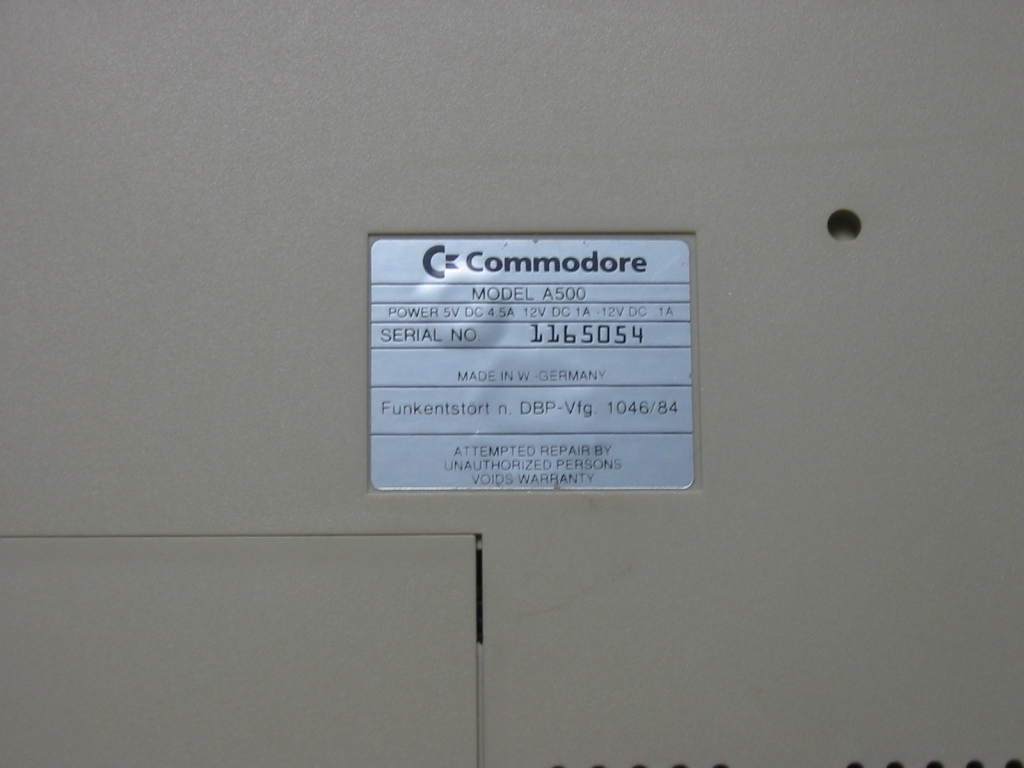 Commodore
MODEL A500
POWER 5V DC 4.5A 12V DC 1A -12V DC .1A
SERIAL NO. 1165054
MADE IN W.-GERMANY
Funkentstört n. DBP-Vfg. 1046/84
ATTEMPTED REPAIR BY
UNAUTHORIZED PERSONS
VOIDS WARRANTY